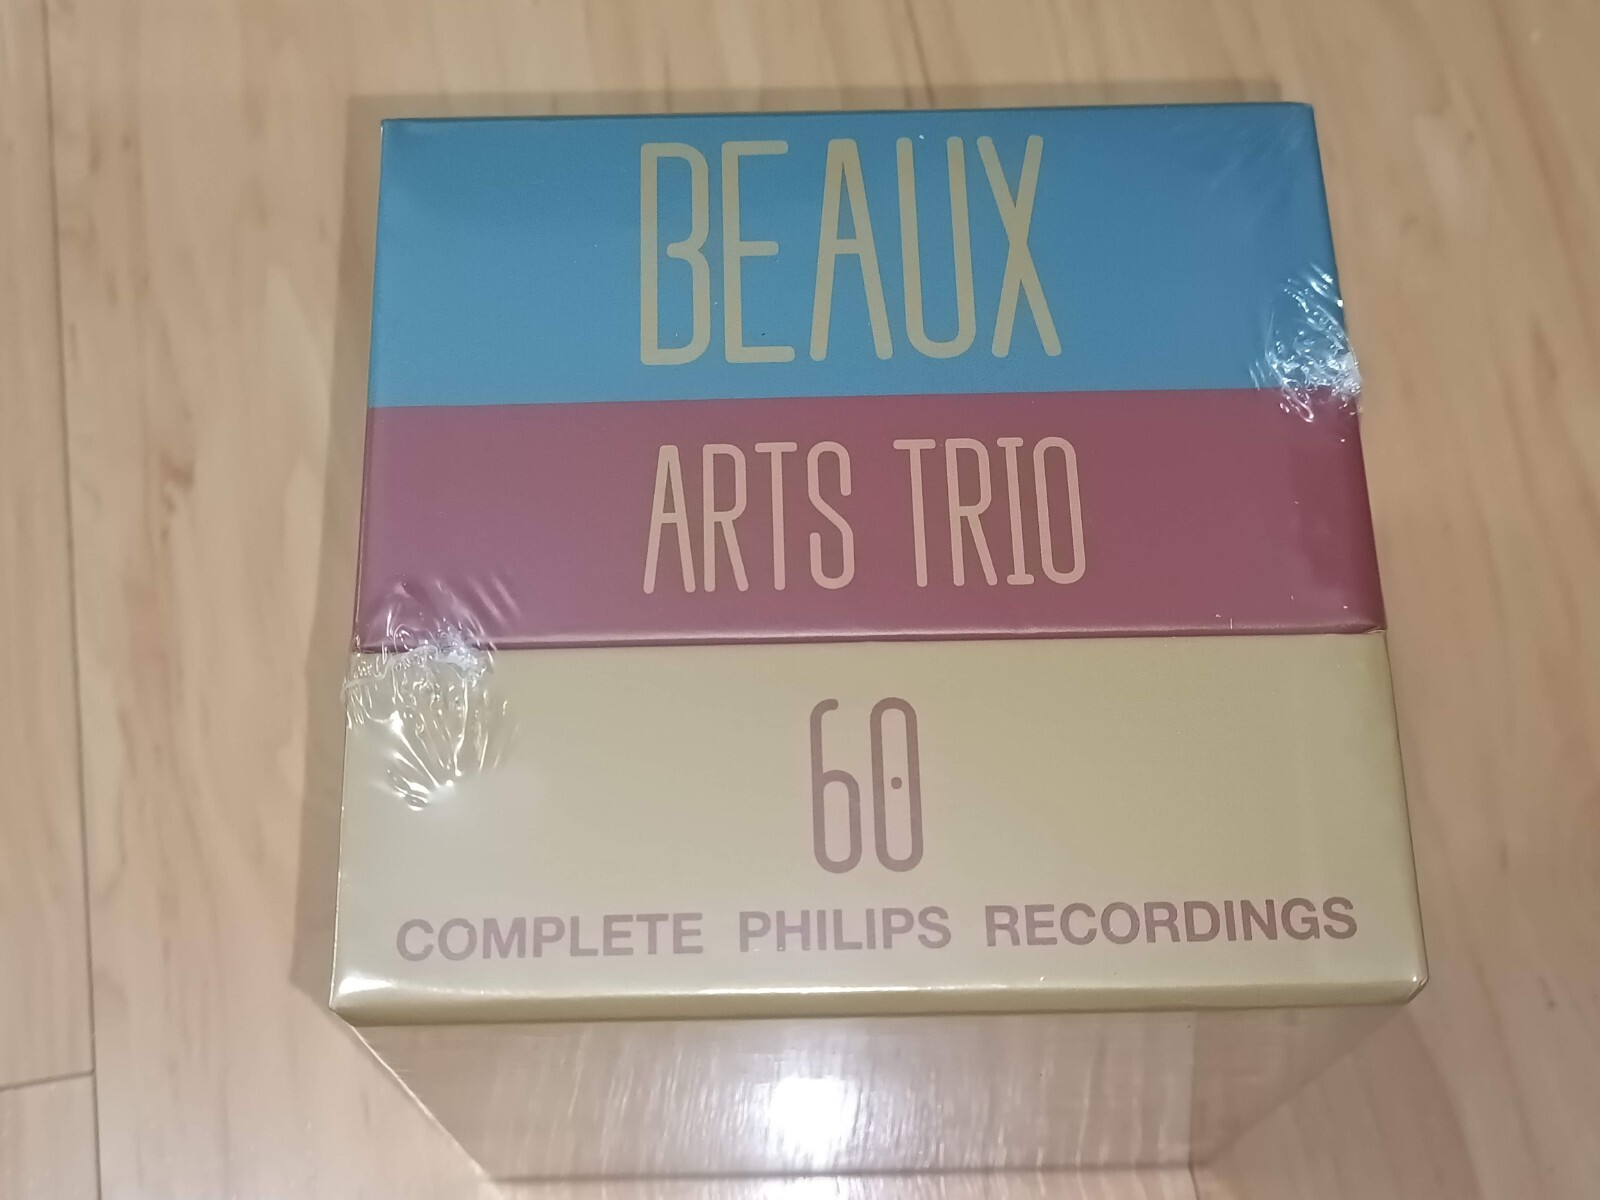 BEAUX
ARTS TRIO
60
COMPLETE PHILIPS RECORDINGS